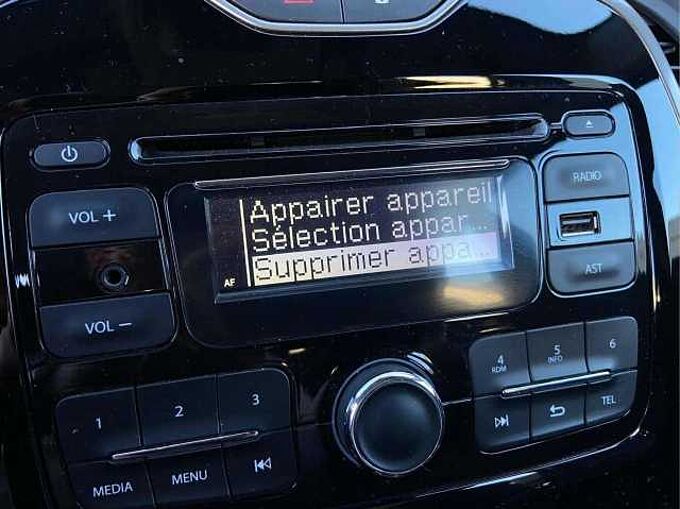 Appairer appareil
Sélection appar...
Supprimer appa...
AF
VOL +
VOL −
RADIO
AST
1
2
3
4
RDM
5
INFO
6
MEDIA
MENU
TEL